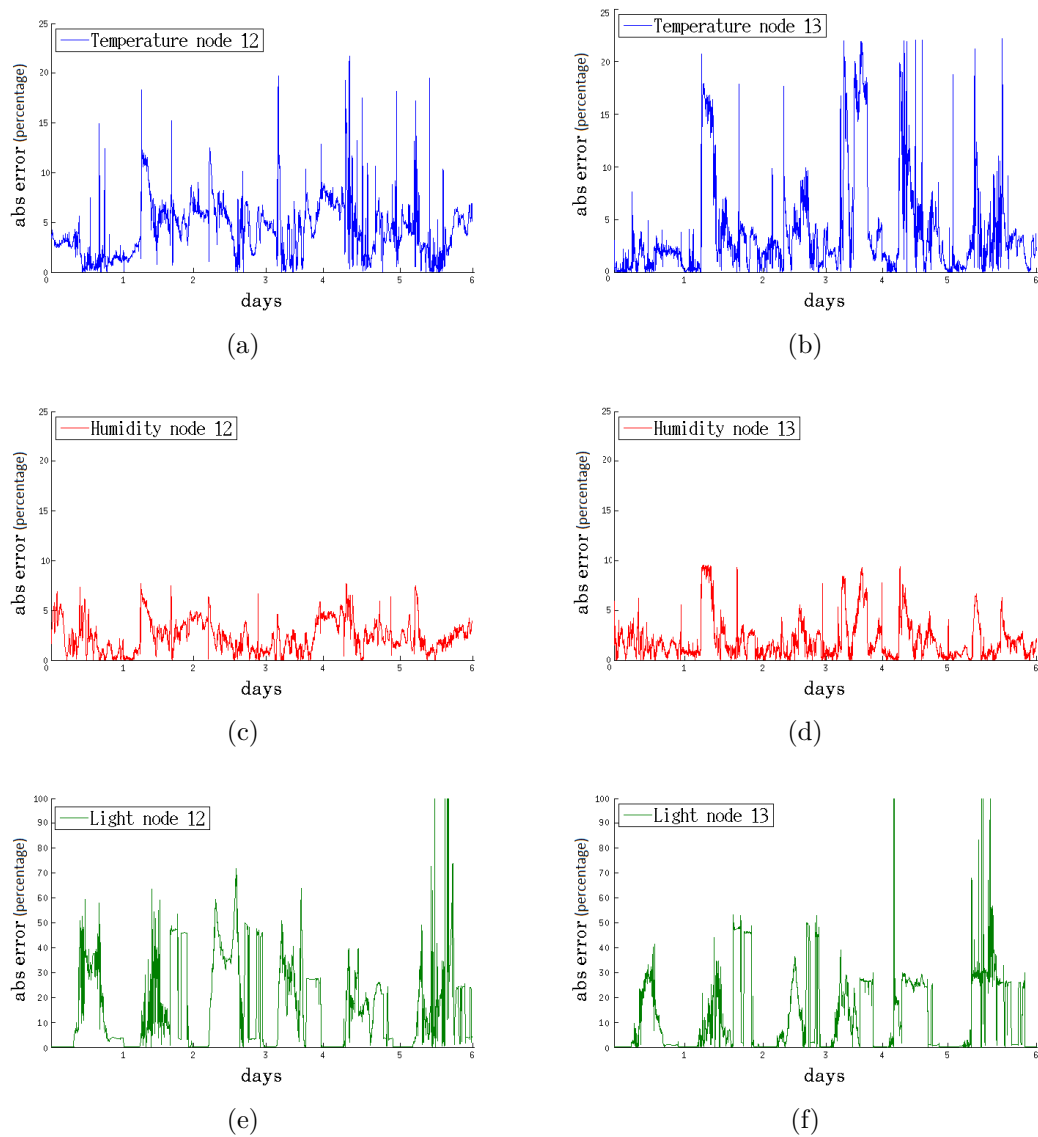 25
20
15
10
5
0
abs error (percentage)
Temperature node 12
0 1 2 3 4 5 6
days
(a)
25
20
15
10
5
0
abs error (percentage)
Temperature node 13
1 2 3 4 5 6
days
(b)
25
20
15
10
5
0
abs error (percentage)
Humidity node 12
0 1 2 3 4 5 6
days
(c)
25
20
15
10
5
0
abs error (percentage)
Humidity node 13
1 2 3 4 5 6
days
(d)
100
90
80
70
60
50
40
30
20
10
0
abs error (percentage)
Light node 12
1 2 3 4 5 6
days
(e)
100
90
80
70
60
50
40
30
20
10
0
abs error (percentage)
Light node 13
1 2 3 4 5 6
days
(f)